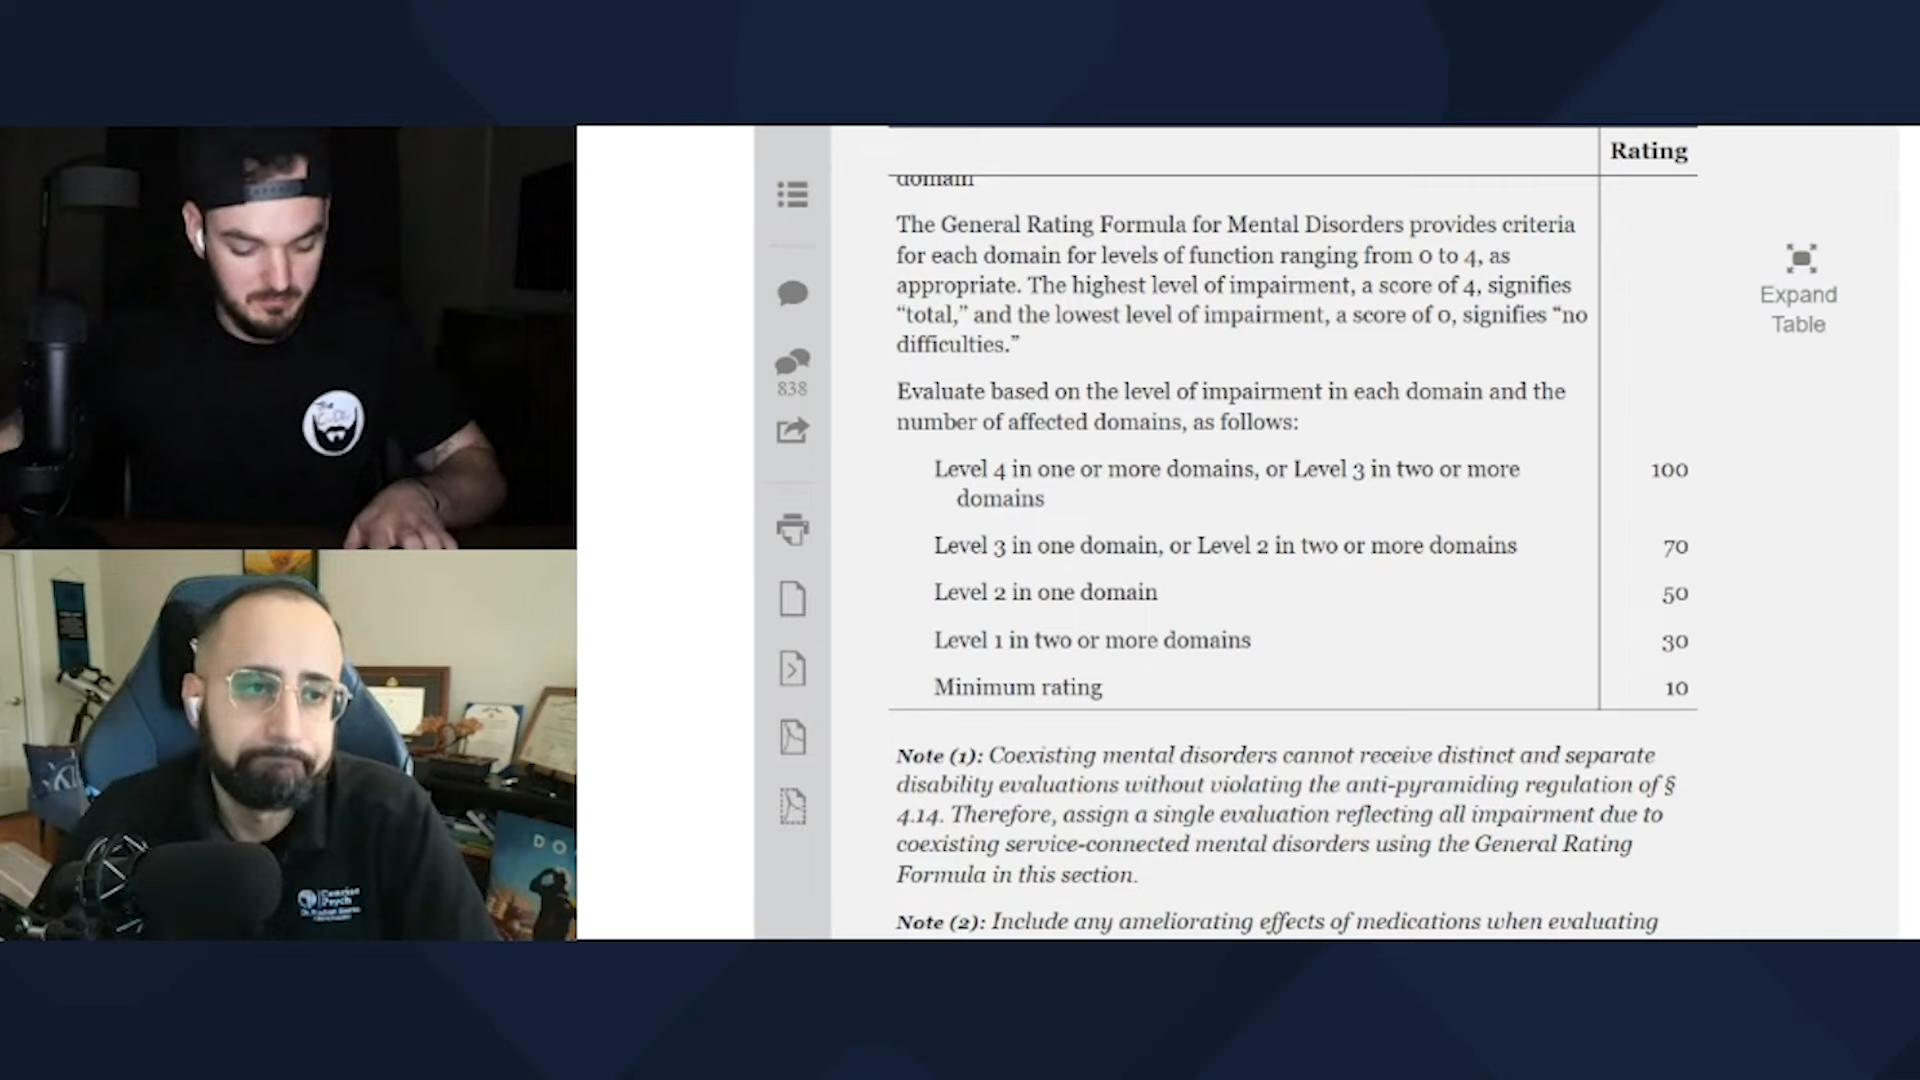 Rating
domain
The General Rating Formula for Mental Disorders provides criteria
for each domain for levels of function ranging from 0 to 4, as
appropriate. The highest level of impairment, a score of 4, signifies
“total,” and the lowest level of impairment, a score of 0, signifies “no
difficulties.”
Evaluate based on the level of impairment in each domain and the
number of affected domains, as follows:
Level 4 in one or more domains, or Level 3 in two or more
domains
100
Level 3 in one domain, or Level 2 in two or more domains 70
Level 2 in one domain 50
Level 1 in two or more domains 30
Minimum rating 10
Note (1): Coexisting mental disorders cannot receive distinct and separate
disability evaluations without violating the anti-pyramiding regulation of §
4.14. Therefore, assign a single evaluation reflecting all impairment due to
coexisting service-connected mental disorders using the General Rating
Formula in this section.
Note (2): Include any ameliorating effects of medications when evaluating
838
Expand
Table
The
Psych
DO